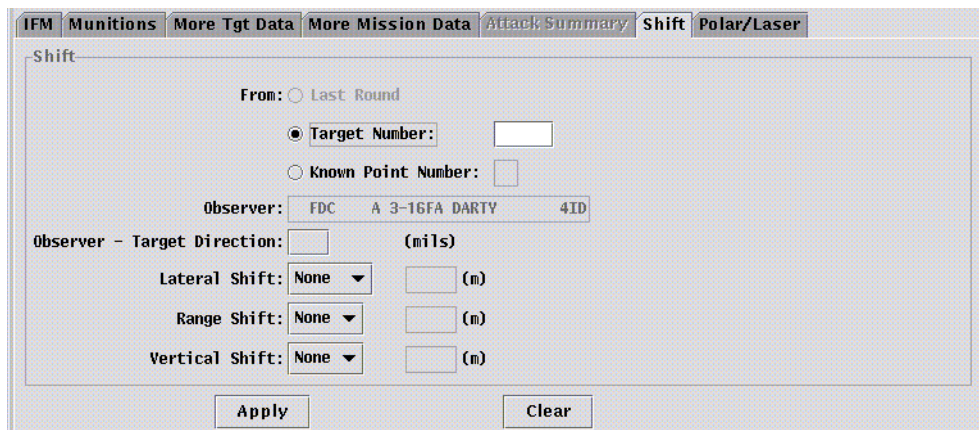 IFM Munitions More Tgt Data More Mission Data Attack Summary Shift Polar/Laser
Shift
From: Last Round
Target Number:
Known Point Number:
Observer: FDC A 3-16FA DARTY 4ID
Observer - Target Direction: (mils)
Lateral Shift: None (m)
Range Shift: None (m)
Vertical Shift: None (m)
Apply Clear